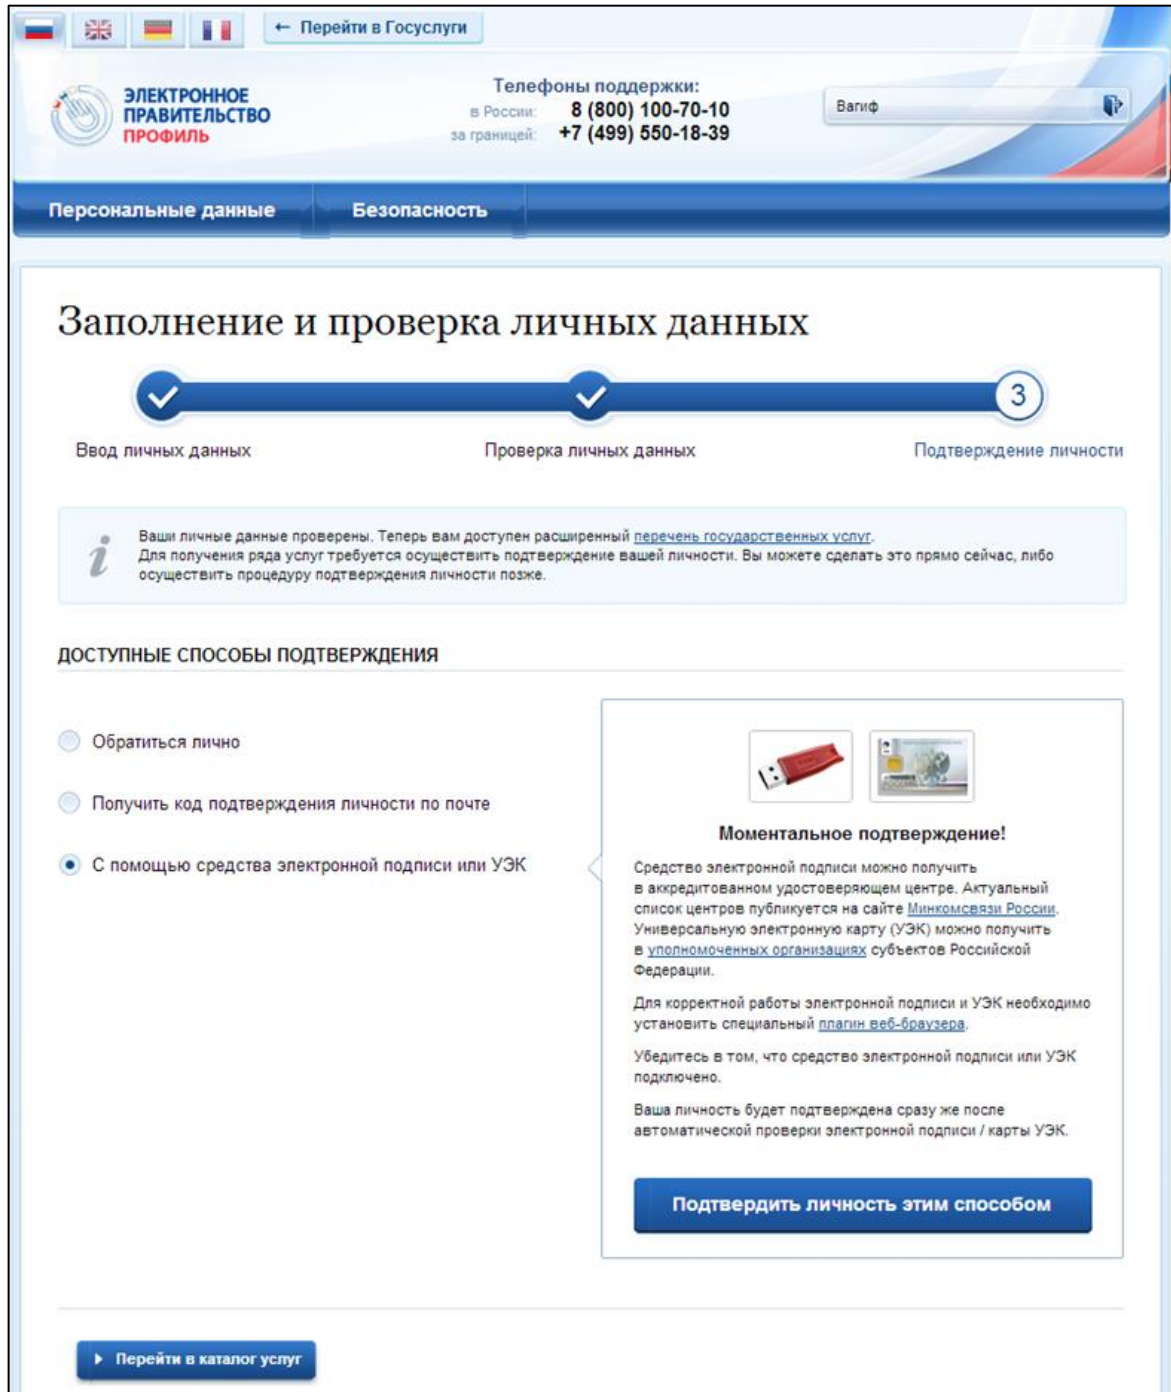 ← Перейти в Госуслуги
ЭЛЕКТРОННОЕ
ПРАВИТЕЛЬСТВО
ПРОФИЛЬ
Телефоны поддержки:
в России: 8 (800) 100-70-10
за границей: +7 (499) 550-18-39
Вагиф
Персональные данные
Безопасность
Заполнение и проверка личных данных
3
Ввод личных данных
Проверка личных данных
Подтверждение личности
Ваши личные данные проверены. Теперь вам доступен расширенный перечень государственных услуг.
Для получения ряда услуг требуется осуществить подтверждение вашей личности. Вы можете сделать это прямо сейчас, либо
осуществить процедуру подтверждения личности позже.
ДОСТУПНЫЕ СПОСОБЫ ПОДТВЕРЖДЕНИЯ
Обратиться лично
Получить код подтверждения личности по почте
С помощью средства электронной подписи или УЭК
Моментальное подтверждение!
Средство электронной подписи можно получить
в аккредитованном удостоверяющем центре. Актуальный
список центров публикуется на сайте Минкомсвязи России.
Универсальную электронную карту (УЭК) можно получить
в уполномоченных организациях субъектов Российской
Федерации.
Для корректной работы электронной подписи и УЭК необходимо
установить специальный плагин веб-браузера.
Убедитесь в том, что средство электронной подписи или УЭК
подключено.
Ваша личность будет подтверждена сразу же после
автоматической проверки электронной подписи / карты УЭК.
Подтвердить личность этим способом
Перейти в каталог услуг